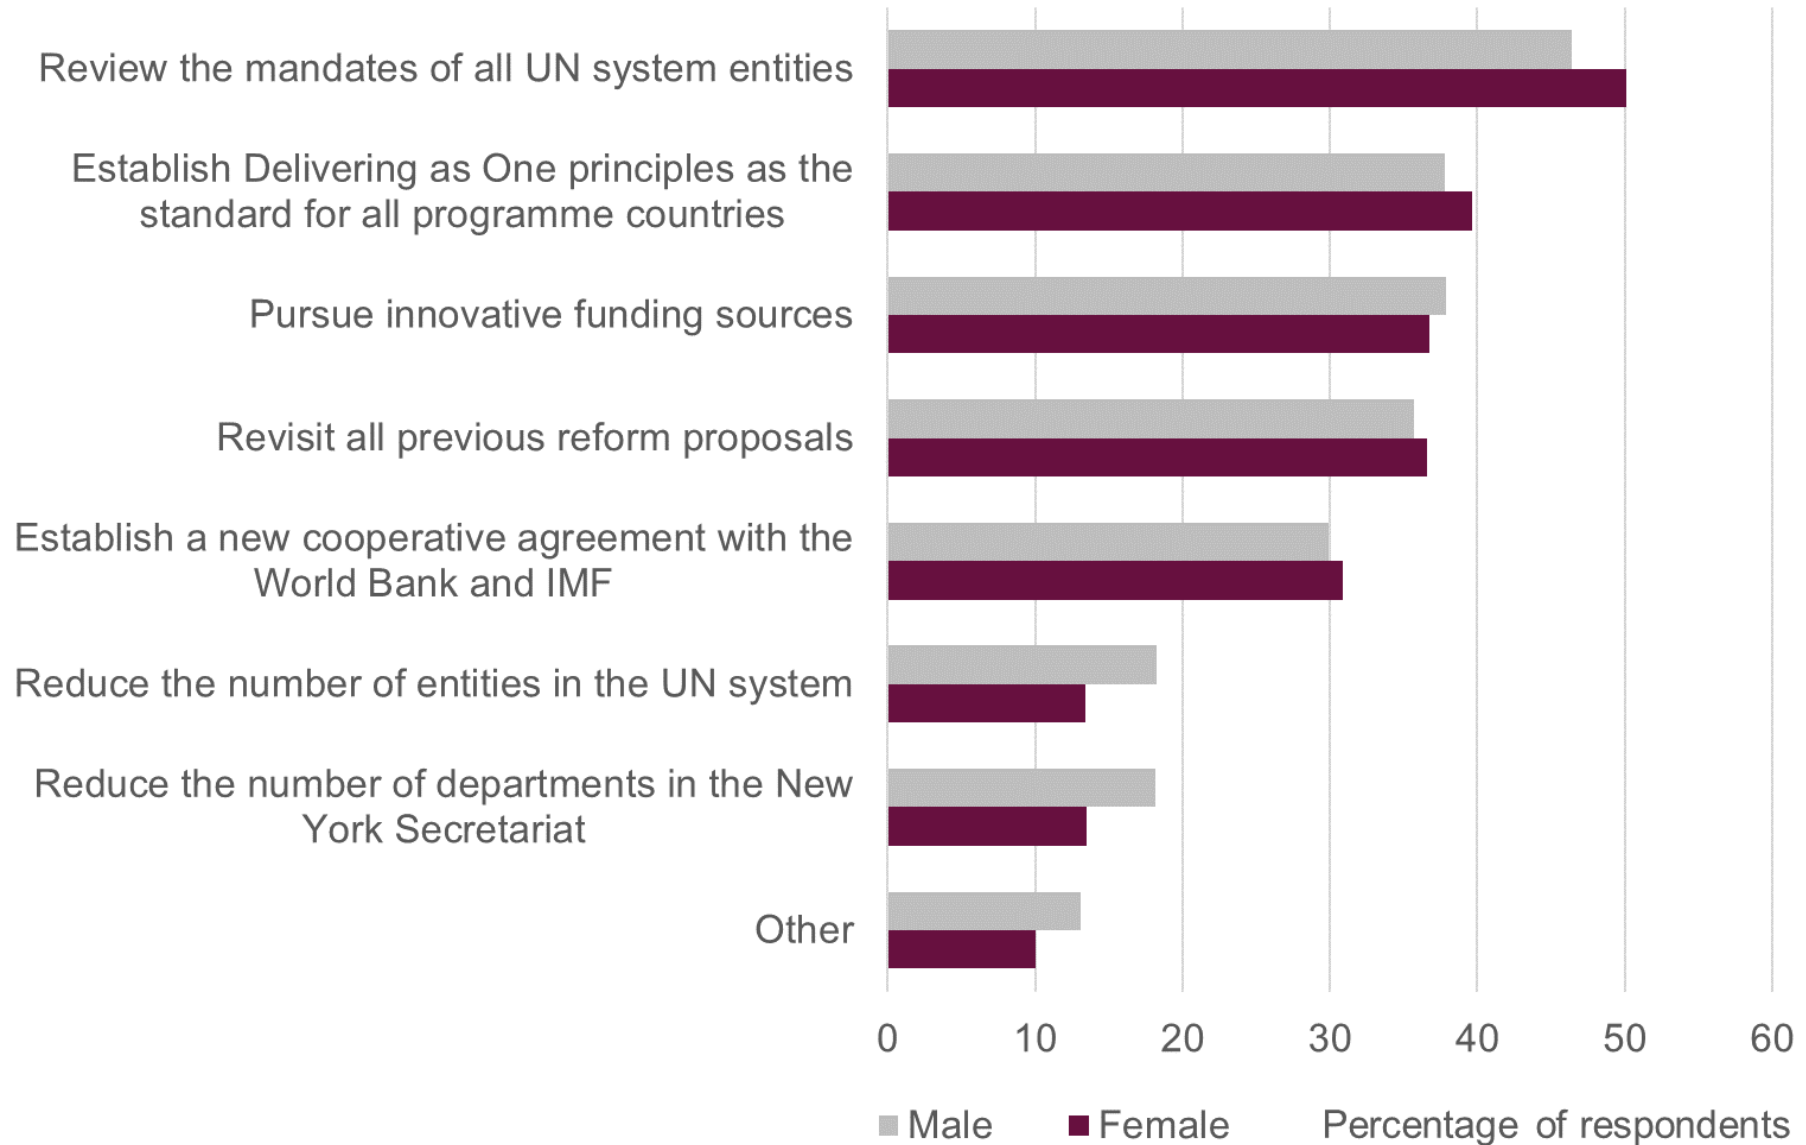 Review the mandates of all UN system entities
Establish Delivering as One principles as the
standard for all programme countries
Pursue innovative funding sources
Revisit all previous reform proposals
Establish a new cooperative agreement with the
World Bank and IMF
Reduce the number of entities in the UN system
Reduce the number of departments in the New
York Secretariat
Other
0 10 20 30 40 50 60
Male Female Percentage of respondents